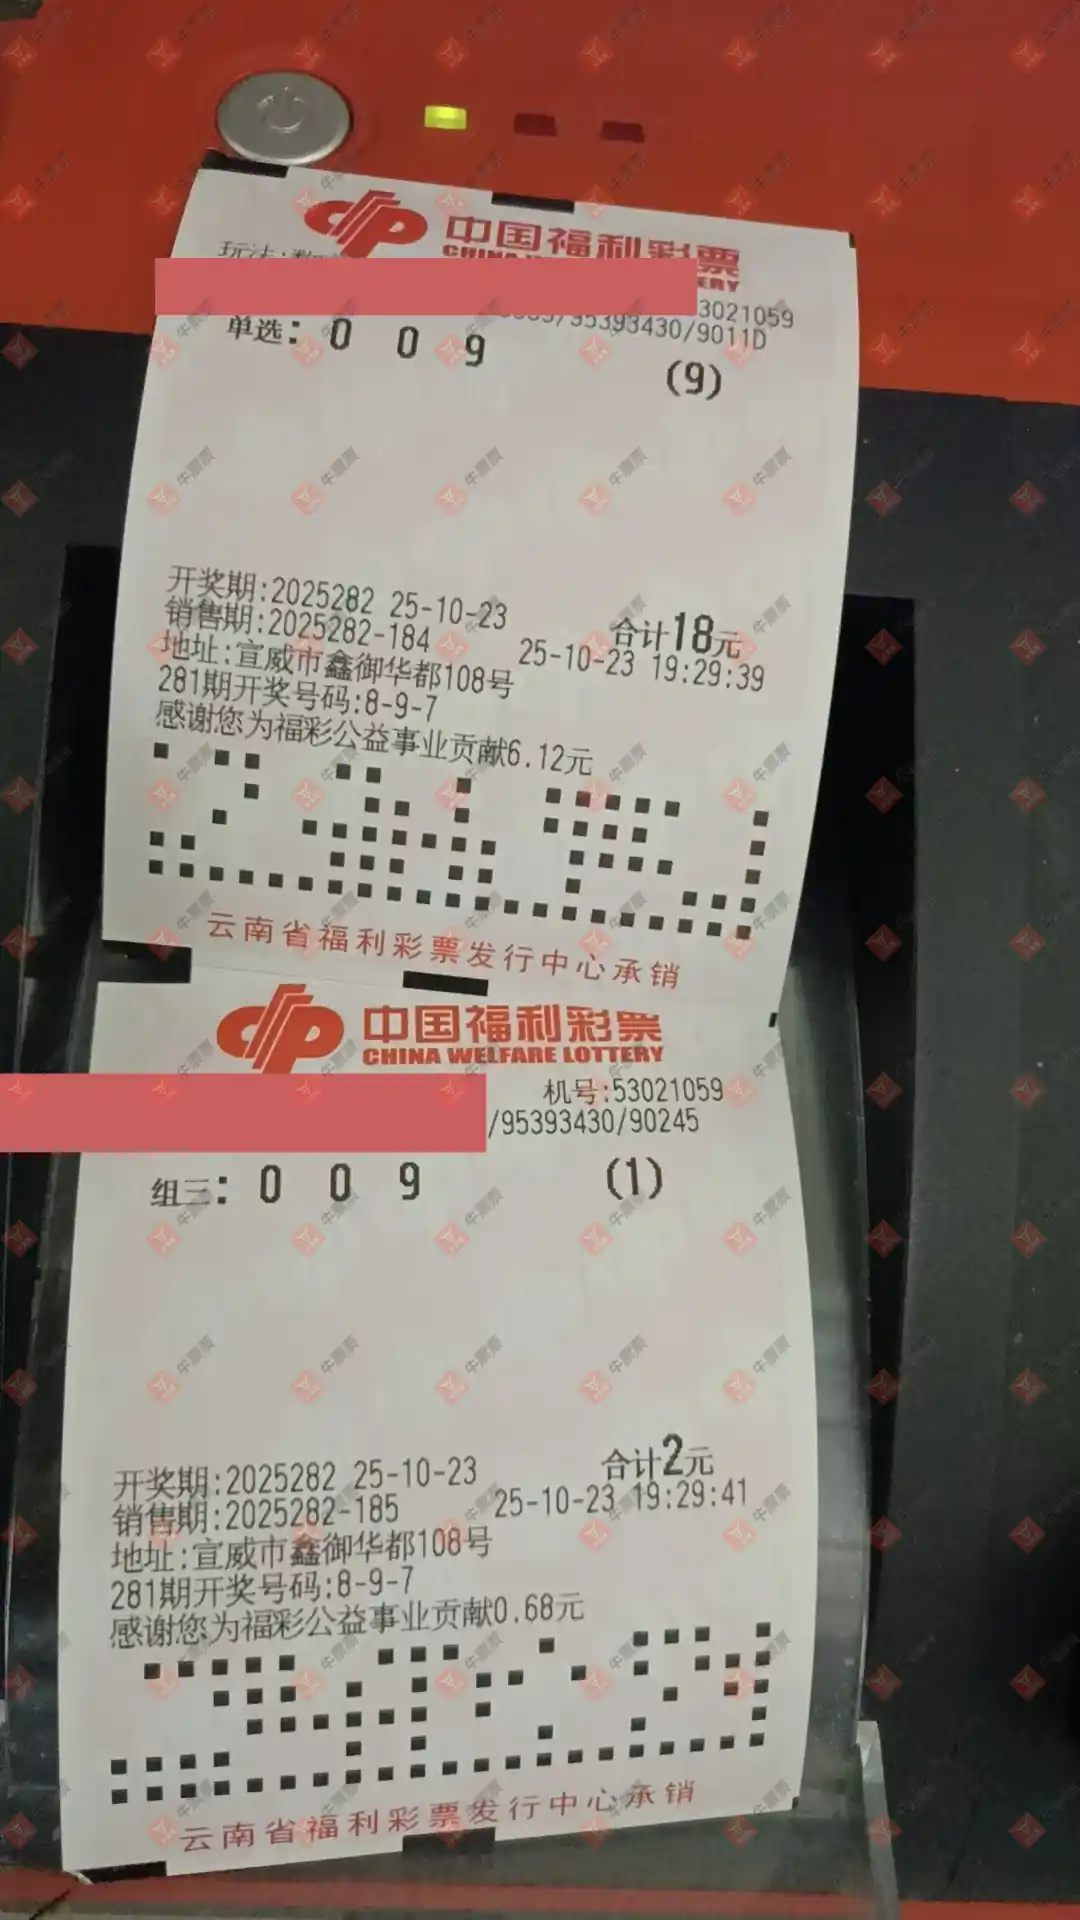 中国福利彩票
CHINA
ERY
玩法:
3021059
/95393430/9011D
单选: 0 0 9
(9)
开奖期:2025282 25-10-23
合计18元
销售期:2025282-184
25-10-23 19:29:39
地址:宣威市鑫御华都108号
281期开奖号码:8-9-7
感谢您为福彩公益事业贡献6.12元
云南省福利彩票发行中心承销
中国福利彩票
CHINA WELFARE LOTTERY
机号:53021059
/95393430/90245
组三: 0 0 9
(1)
开奖期:2025282 25-10-23
合计2元
销售期:2025282-185
25-10-23 19:29:41
地址:宣威市鑫御华都108号
281期开奖号码:8-9-7
感谢您为福彩公益事业贡献0.68元
云南省福利彩票发行中心承销
牛票票